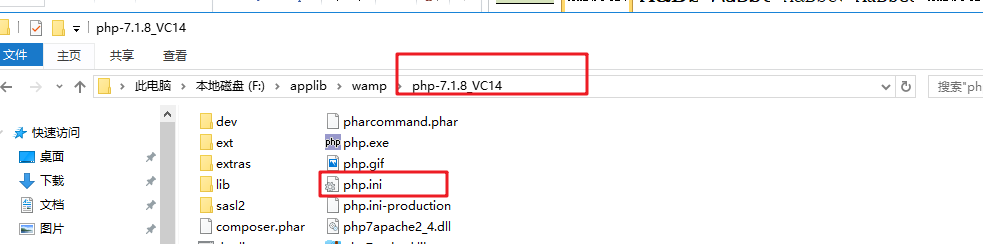 php-7.1.8_VC14
文件 主页 共享 查看
此电脑 本地磁盘 (F:) applib wamp php-7.1.8_VC14 搜索"ph
快速访问
桌面
下载
文档
图片
dev pharcommand.phar
ext php.exe
extras php.gif
lib php.ini
sasl2 php.ini-production
composer.phar php7apache2_4.dll